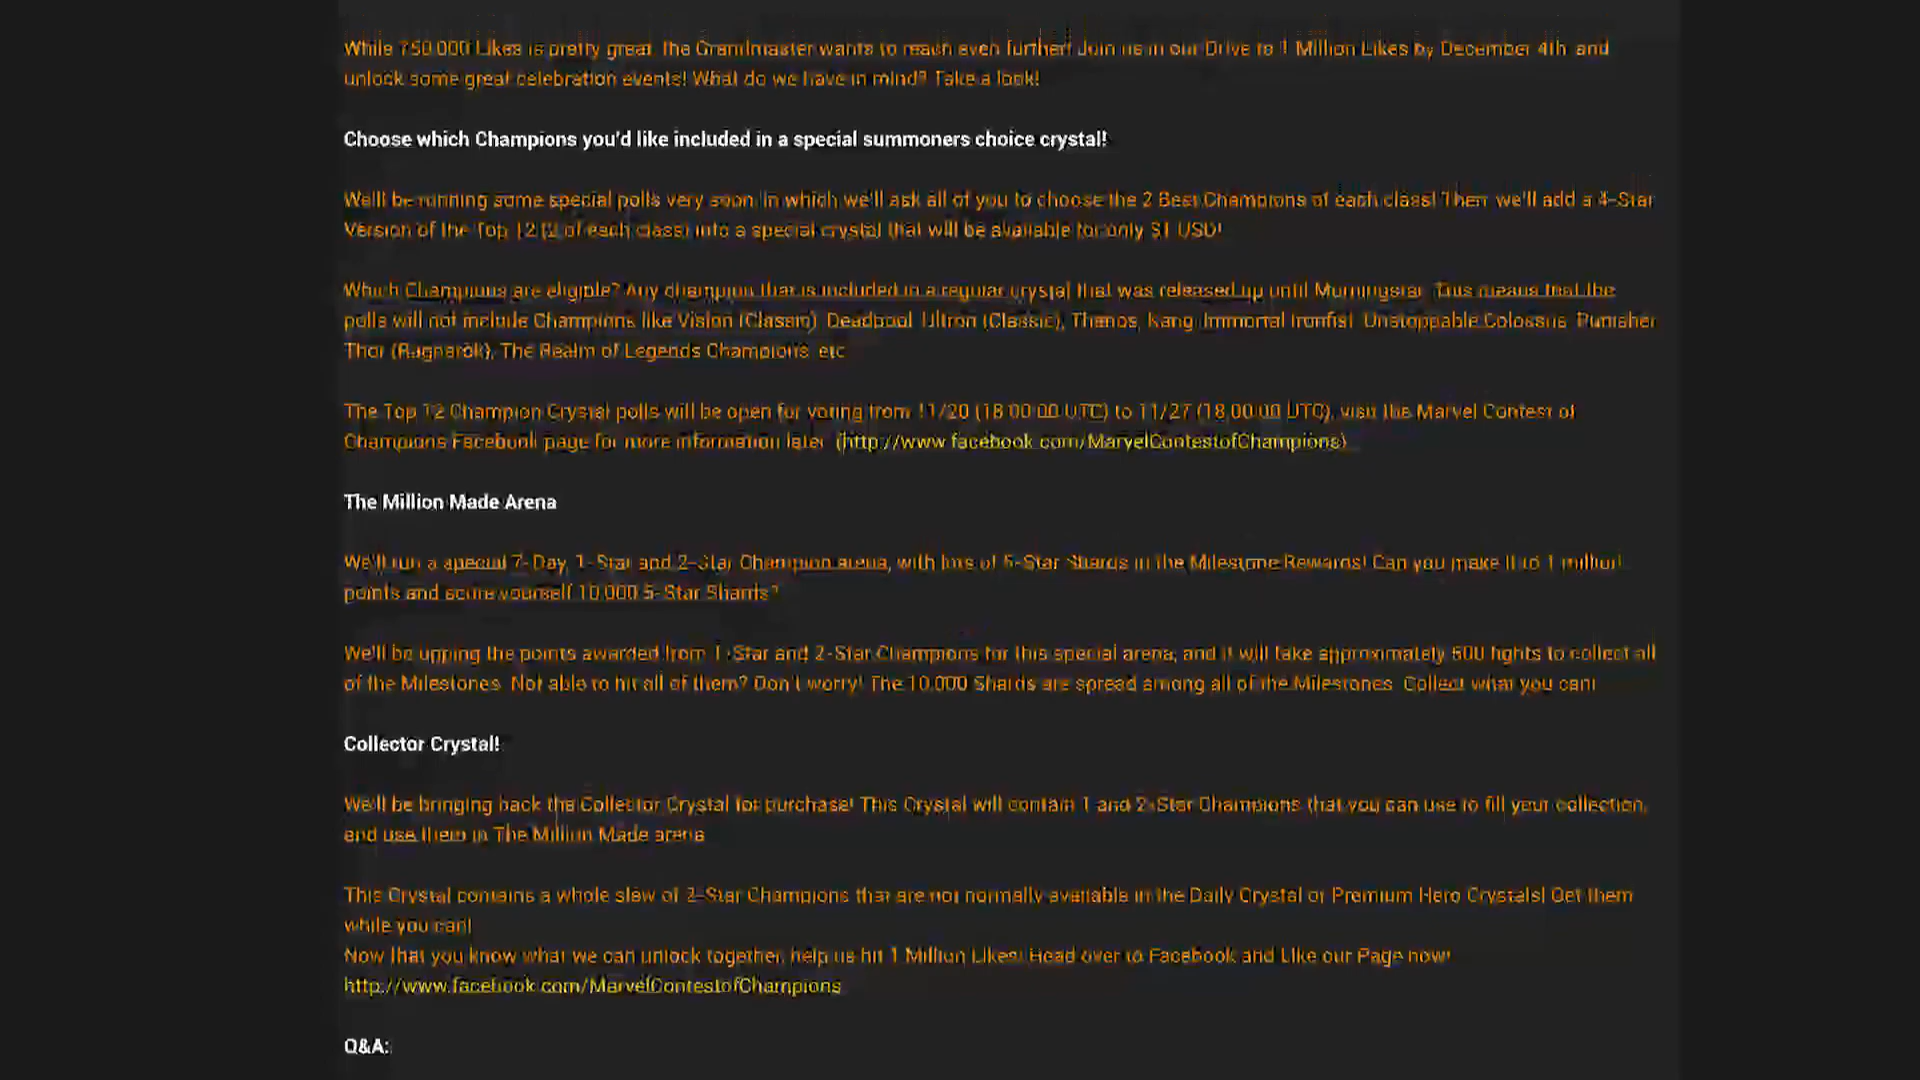 While 750,000 Likes is pretty great, the Grandmaster wants to reach even further! Join us in our Drive to 1 Million Likes by December 4th, and
unlock some great celebration events! What do we have in mind? Take a look!
Choose which Champions you'd like included in a special summoners choice crystal!
We'll be running some special polls very soon, in which we'll ask all of you to choose the 2 Best Champions of each class! Then, we'll add a 4-Star
Version of the Top 12 (2 of each class) into a special crystal that will be available for only $1 USD!
Which Champions are eligible? Any champion that is included in a regular crystal that was released up until Morningstar. This means that the
polls will not include Champions like Vision (Classic), Deadpool, Ultron (Classic), Thanos, Kang, Immortal Ironfist, Unstoppable Colossus, Punisher,
Thor (Ragnarok), The Realm of Legends Champions, etc
The Top 12 Champion Crystal polls will be open for voting from 11/20 (18:00:00 UTC) to 11/27 (18:00:00 UTC), visit the Marvel Contest of
Champions Facebook page for more information later. (http://www.facebook.com/MarvelContestofChampions)
The Million Made Arena
We'll run a special 7-Day, 1-Star and 2-Star Champion arena, with lots of 5-Star Shards in the Milestone Rewards! Can you make it to 1 million
points and score yourself 10,000 5-Star Shards?
We'll be upping the points awarded from 1-Star and 2-Star Champions for this special arena, and it will take approximately fights to collect all
of the Milestones. Not able to hit all of them? Don't worry! The 10,000 Shards are spread among all of the Milestones. Collect what you can!
Collector Crystal!
We'll be bringing back the Collector Crystal for purchase! This Crystal will contain 1 and 2-Star Champions that you can use to fill your collection,
and use them in The Million Made arena.
This Crystal contains a whole slew of 2-Star Champions that are not normally available in the Daily Crystal or Premium Hero Crystals! Get them
while you can!
Now that you know what we can unlock together, help us hit 1 Million Likes! Head over to Facebook and Like our Page now!
http://www.facebook.com/MarvelContestofChampions
Q&A: